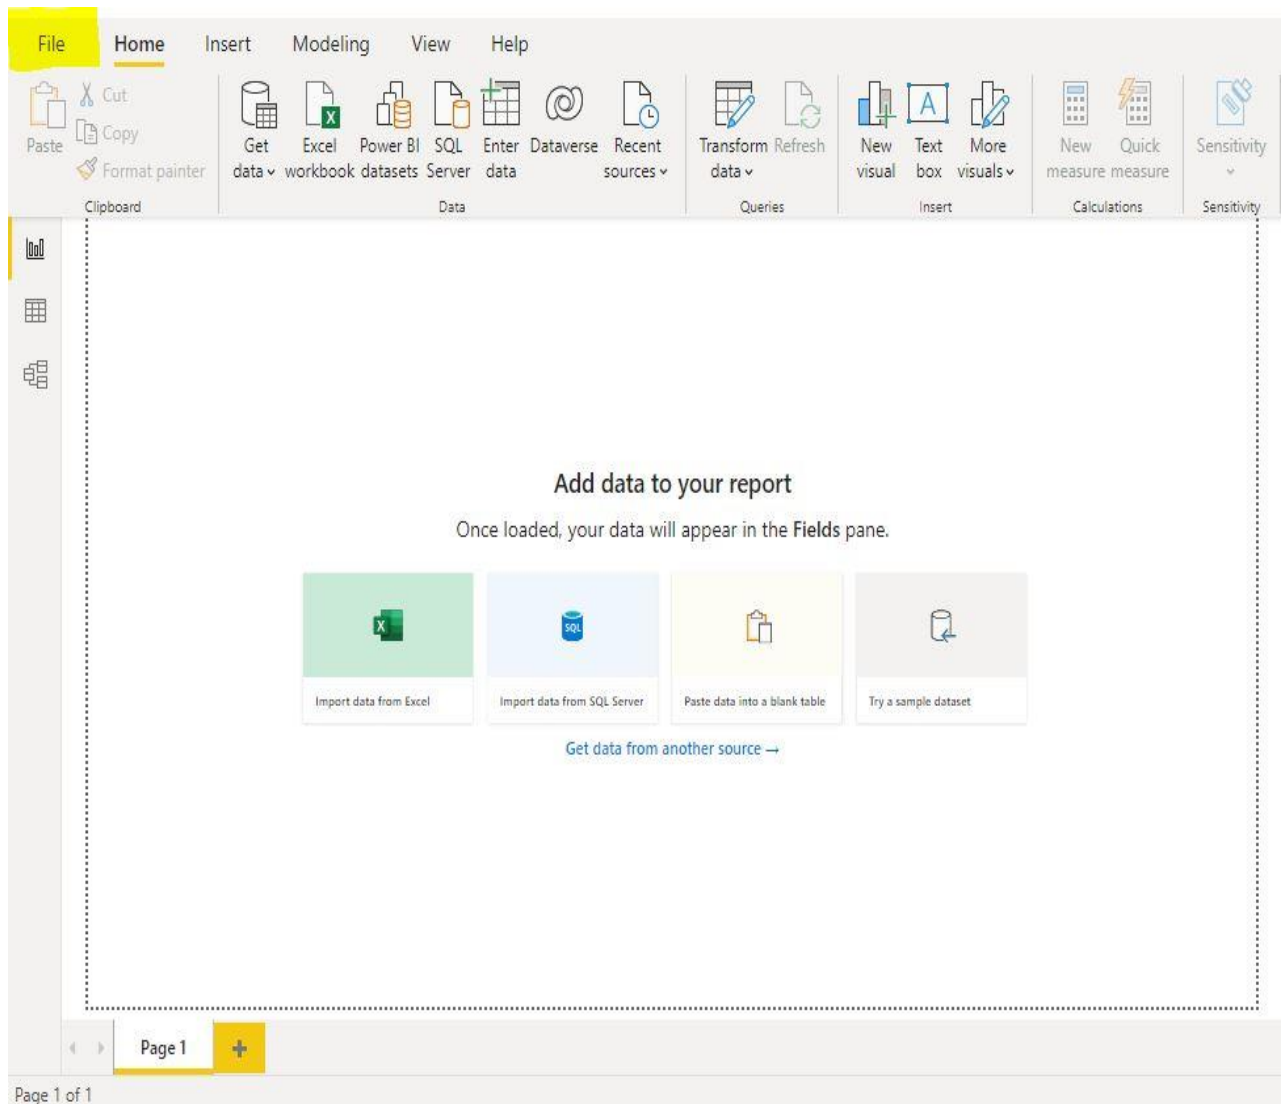 File Home Insert Modeling View Help
Paste
Cut
Copy
Format painter
Clipboard
Get data
Excel workbook
Power BI datasets
SQL Server
Enter data
Dataverse
Recent sources
Data
Transform data
Refresh
Queries
New visual
Text box
More visuals
Insert
New measure
Quick measure
Calculations
Sensitivity
Sensitivity
Add data to your report
Once loaded, your data will appear in the Fields pane.
X
SQL
Import data from Excel
Import data from SQL Server
Paste data into a blank table
Try a sample dataset
Get data from another source →
Page 1
Page 1 of 1